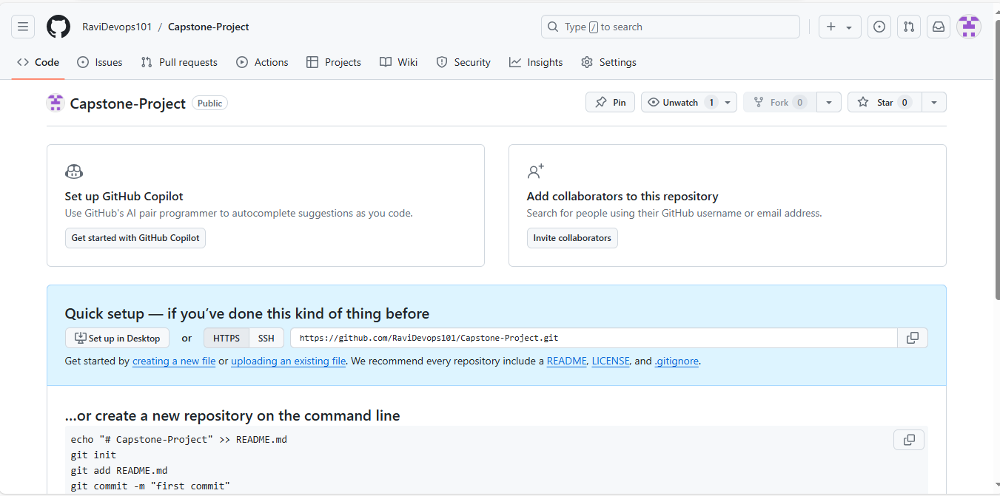 RaviDevops101 / Capstone-Project
Type / to search
Code Issues Pull requests Actions Projects Wiki Security Insights Settings
Capstone-Project Public
Pin Unwatch 1 Fork 0 Star 0
Set up GitHub Copilot
Use GitHub's AI pair programmer to autocomplete suggestions as you code.
Get started with GitHub Copilot
Add collaborators to this repository
Search for people using their GitHub username or email address.
Invite collaborators
Quick setup — if you’ve done this kind of thing before
Set up in Desktop or HTTPS SSH https://github.com/RaviDevops101/Capstone-Project.git
Get started by creating a new file or uploading an existing file. We recommend every repository include a README, LICENSE, and .gitignore.
…or create a new repository on the command line
echo "# Capstone-Project" >> README.md
git init
git add README.md
git commit -m "first commit"